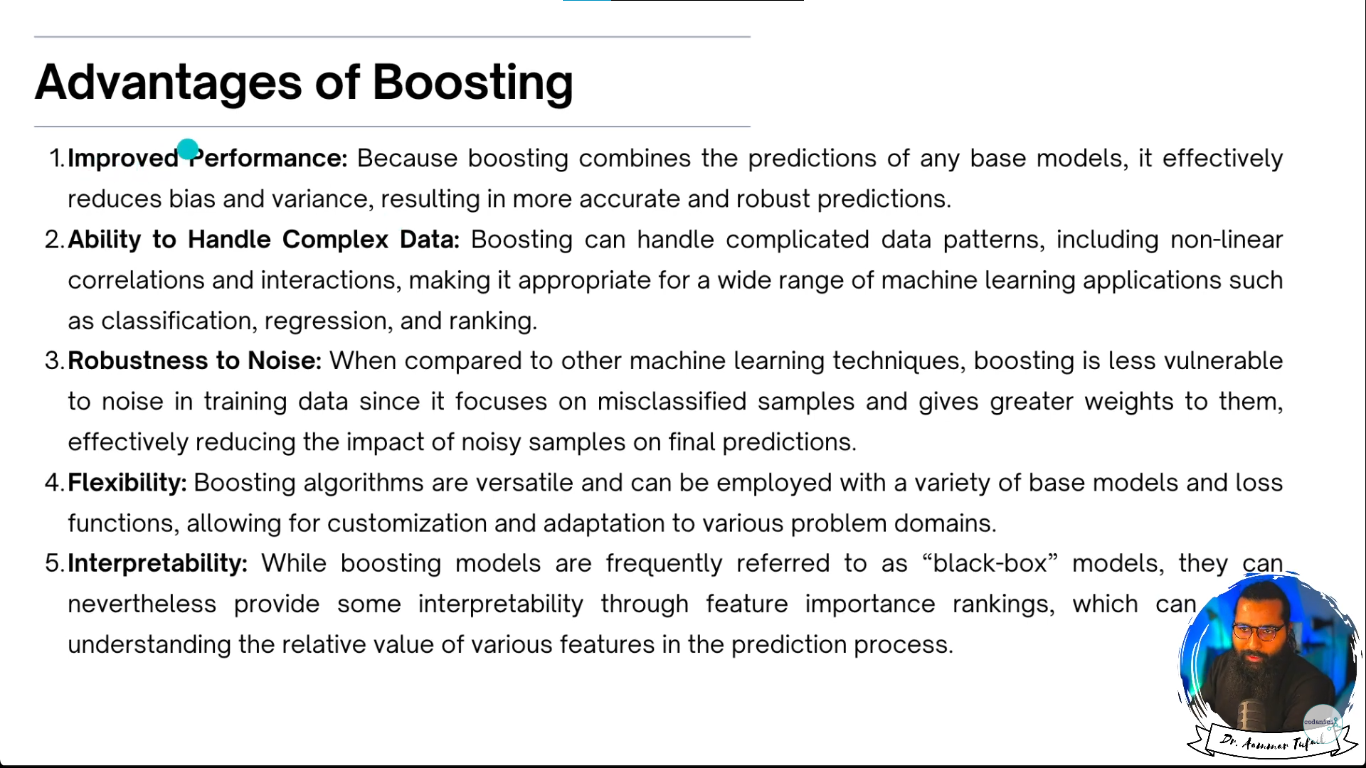 Advantages of Boosting
1. Improved Performance: Because boosting combines the predictions of any base models, it effectively
reduces bias and variance, resulting in more accurate and robust predictions.
2. Ability to Handle Complex Data: Boosting can handle complicated data patterns, including non-linear
correlations and interactions, making it appropriate for a wide range of machine learning applications such
as classification, regression, and ranking.
3. Robustness to Noise: When compared to other machine learning techniques, boosting is less vulnerable
to noise in training data since it focuses on misclassified samples and gives greater weights to them,
effectively reducing the impact of noisy samples on final predictions.
4. Flexibility: Boosting algorithms are versatile and can be employed with a variety of base models and loss
functions, allowing for customization and adaptation to various problem domains.
5. Interpretability: While boosting models are frequently referred to as “black-box” models, they can
nevertheless provide some interpretability through feature importance rankings, which can
understanding the relative value of various features in the prediction process.
Dr. Aammar